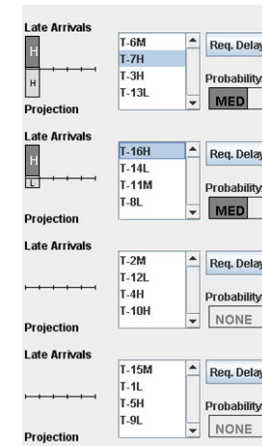 Late Arrivals
H
H
Projection
T-6M
T-7H
T-3H
T-13L
Req. Delay
Probability
MED
Late Arrivals
H
L
Projection
T-16H
T-14L
T-11M
T-8L
Req. Delay
Probability
MED
Late Arrivals
Projection
T-2M
T-12L
T-4H
T-10H
Req. Delay
Probability:
NONE
Late Arrivals
Projection
T-15M
T-1L
T-5H
T-9L
Req. Delay
Probability:
NONE